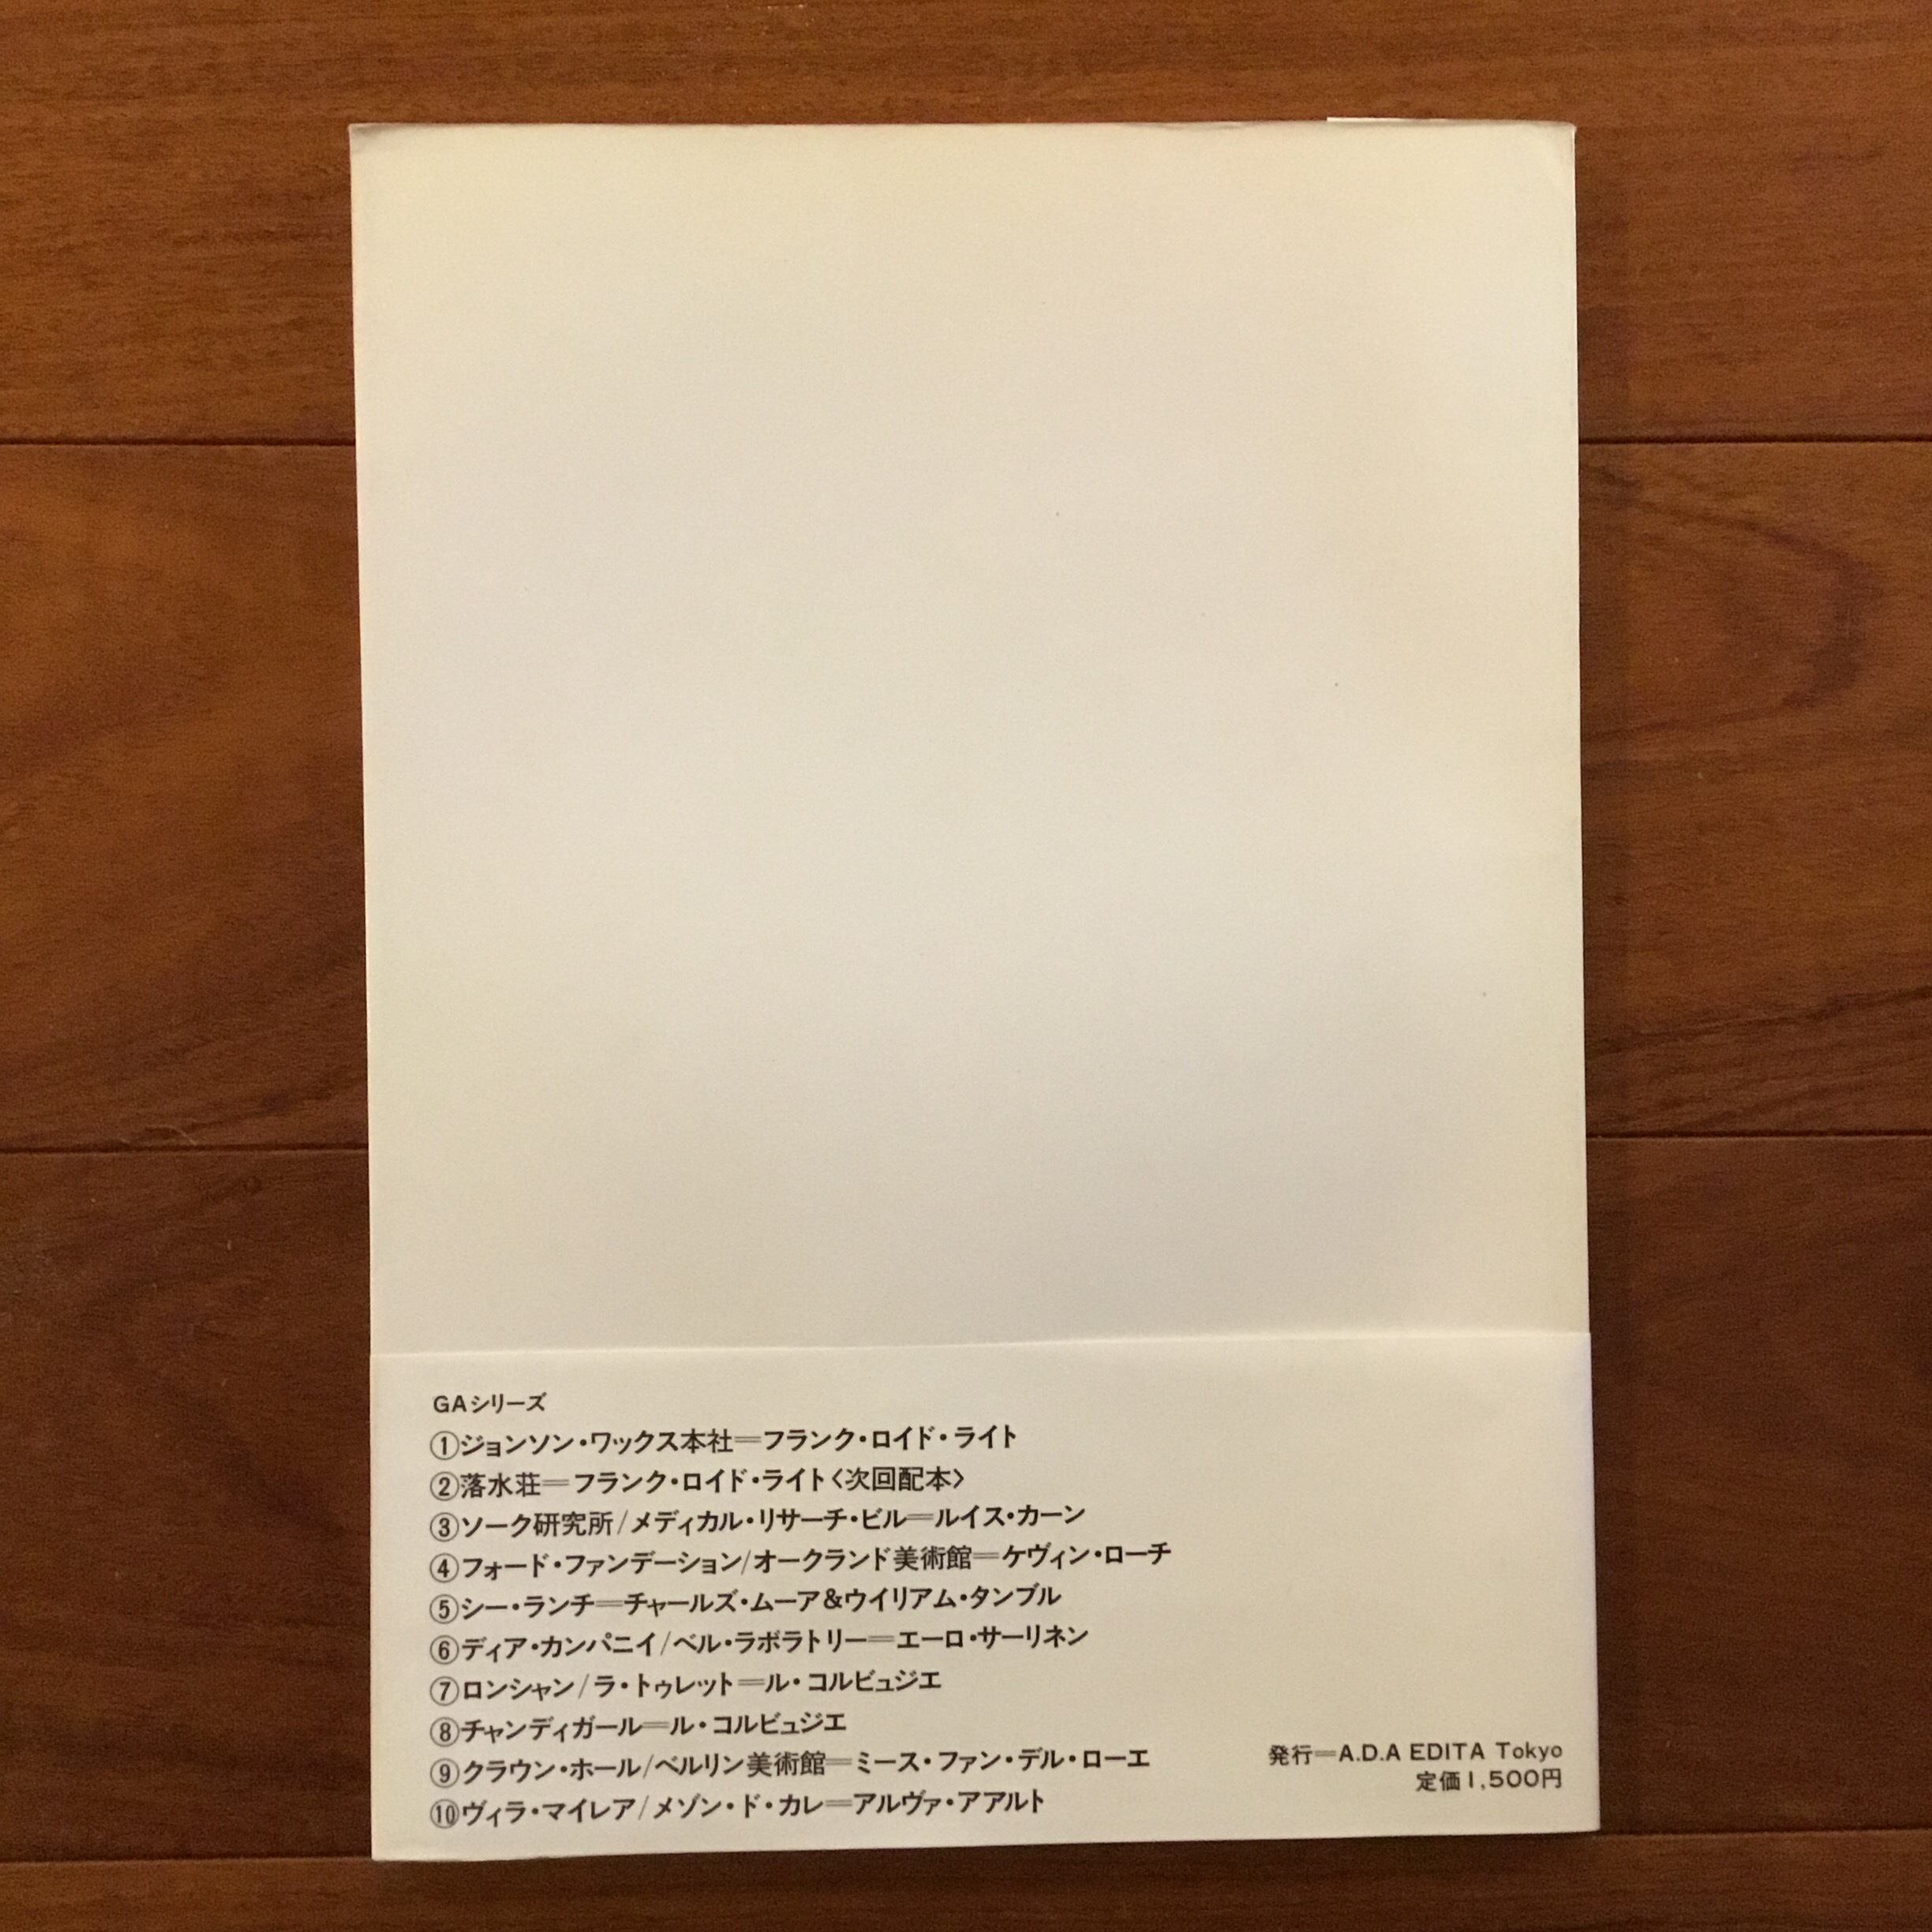 GAシリーズ
①ジョンソン・ワックス本社＝フランク・ロイド・ライト
②落水荘＝フランク・ロイド・ライト〈次回配本〉
③ソーク研究所/メディカル・リサーチ・ビル＝ルイス・カーン
④フォード・ファンデーション/オークランド美術館＝ケヴィン・ローチ
⑤シー・ランチ＝チャールズ・ムーア&ウイリアム・タンブル
⑥ディア・カンパニイ/ベル・ラボラトリー＝エーロ・サーリネン
⑦ロンシャン/ラ・トゥレット＝ル・コルビュジエ
⑧チャンディガール＝ル・コルビュジエ
⑨クラウン・ホール/ベルリン美術館＝ミース・ファン・デル・ローエ
⑩ヴィラ・マイレア/メゾン・ド・カレ＝アルヴァ・アアルト
発行＝A.D.A EDITA Tokyo
定価1,500円